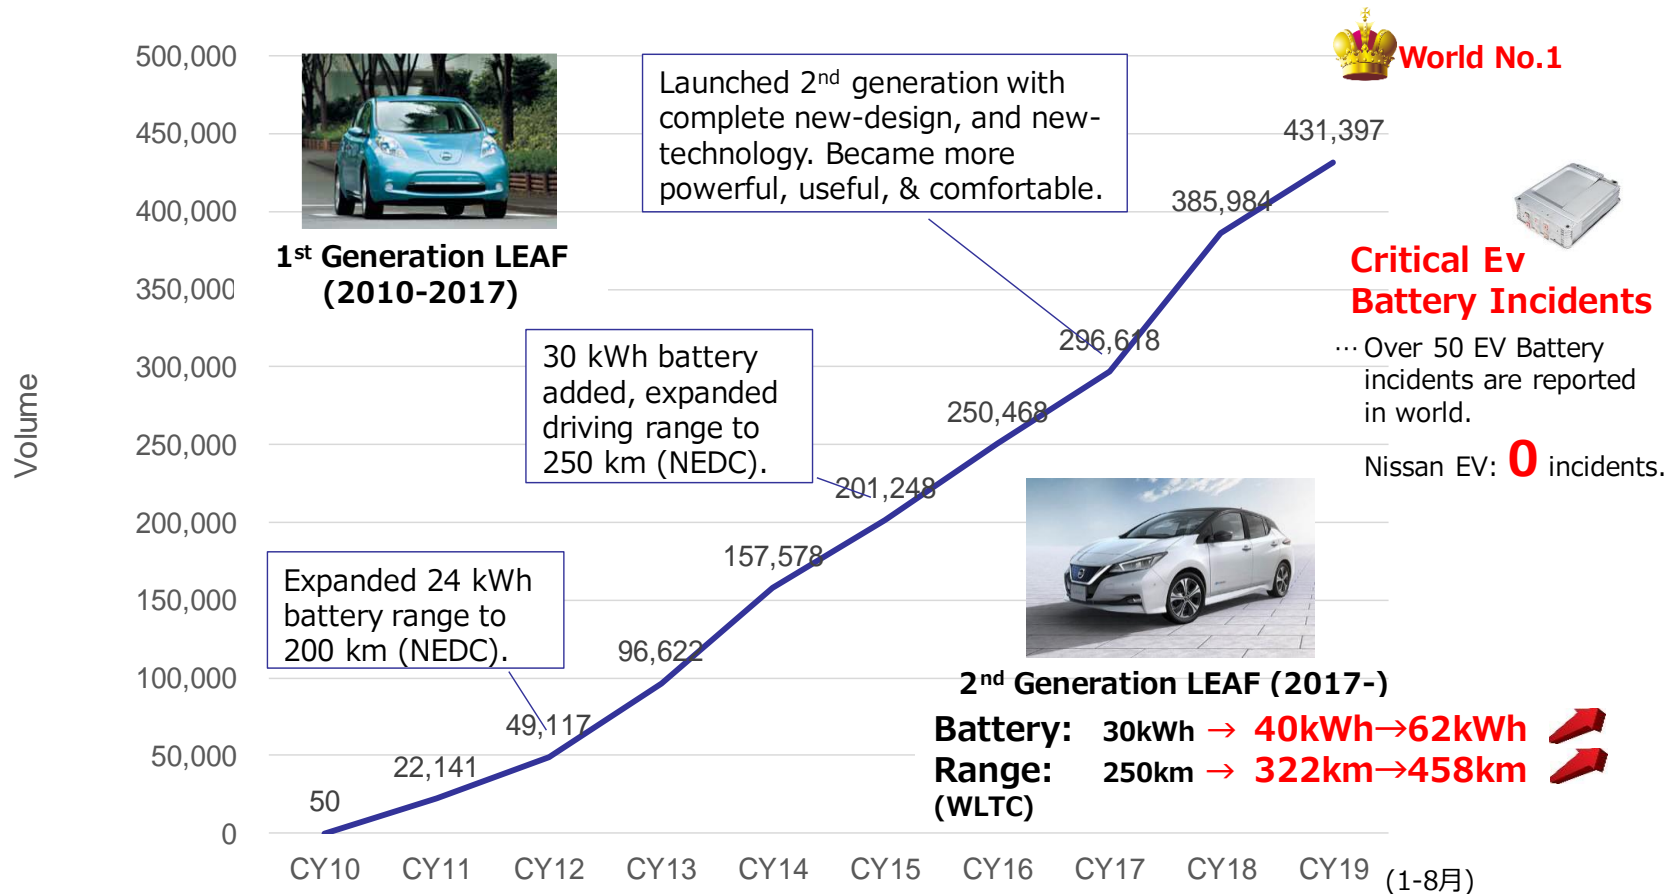 World No.1
500,000
450,000
400,000
350,000
300,000
250,000
200,000
150,000
100,000
50,000
0
Volume
1st Generation LEAF
(2010-2017)
Launched 2nd generation with
complete new-design, and new-
technology. Became more
powerful, useful, & comfortable.
30 kWh battery
added, expanded
driving range to
250 km (NEDC).
Expanded 24 kWh
battery range to
200 km (NEDC).
50
22,141
49,117
96,622
157,578
201,248
250,468
296,618
385,984
431,397
Critical Ev
Battery Incidents
… Over 50 EV Battery
incidents are reported
in world.
Nissan EV: 0 incidents.
2nd Generation LEAF (2017-)
Battery: 30kWh → 40kWh→62kWh
Range: 250km → 322km→458km
(WLTC)
CY10 CY11 CY12 CY13 CY14 CY15 CY16 CY17 CY18 CY19 (1-8月)